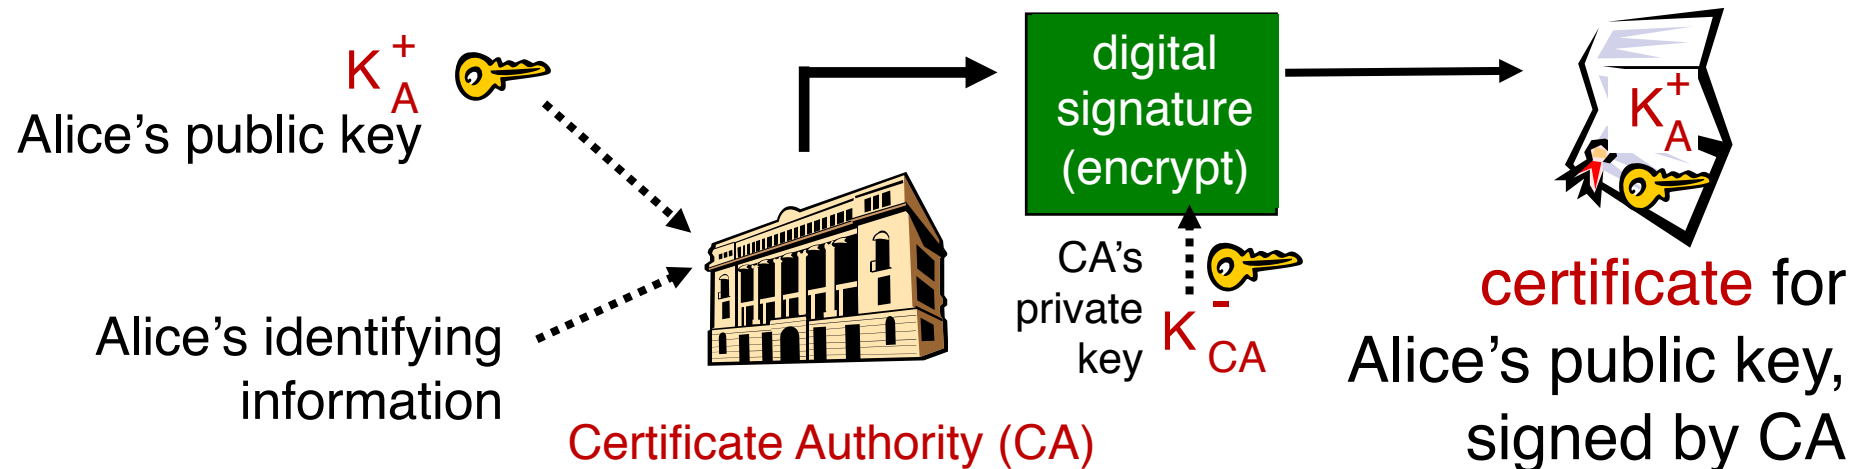 K+A
Alice’s public key
Alice’s identifying
information
Certificate Authority (CA)
digital
signature
(encrypt)
CA’s
private
key
K-CA
K+A
certificate for
Alice’s public key,
signed by CA